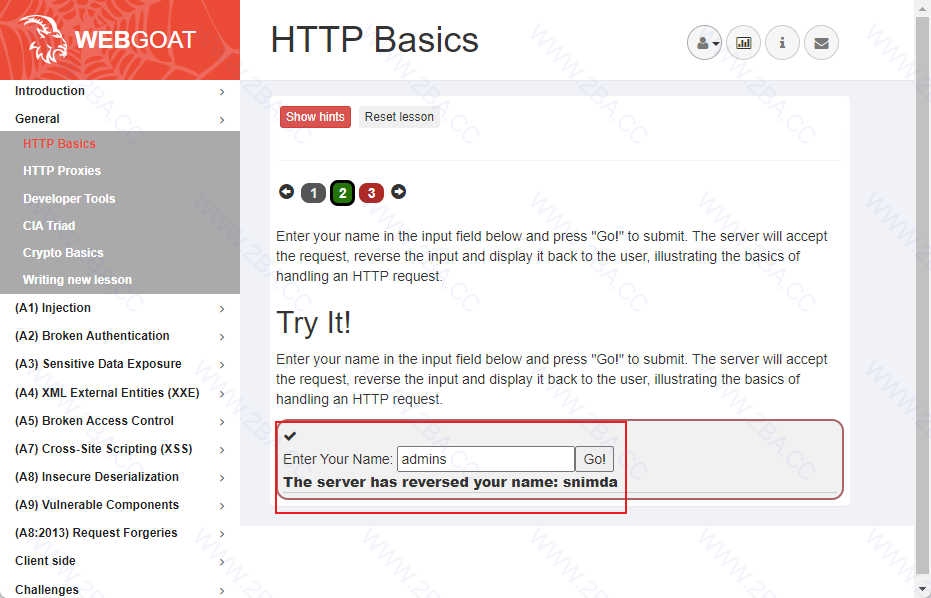 WEBGOAT
HTTP Basics
Introduction
General
HTTP Basics
HTTP Proxies
Developer Tools
CIA Triad
Crypto Basics
Writing new lesson
(A1) Injection
(A2) Broken Authentication
(A3) Sensitive Data Exposure
(A4) XML External Entities (XXE)
(A5) Broken Access Control
(A7) Cross-Site Scripting (XSS)
(A8) Insecure Deserialization
(A9) Vulnerable Components
(A8:2013) Request Forgeries
Client side
Challenges
Show hints Reset lesson
1 2 3
Enter your name in the input field below and press "Go!" to submit. The server will accept
the request, reverse the input and display it back to the user, illustrating the basics of
handling an HTTP request.
Try It!
Enter your name in the input field below and press "Go!" to submit. The server will accept
the request, reverse the input and display it back to the user, illustrating the basics of
handling an HTTP request.
Enter Your Name: admins Go!
The server has reversed your name: snimda
WWW.2BA.CC